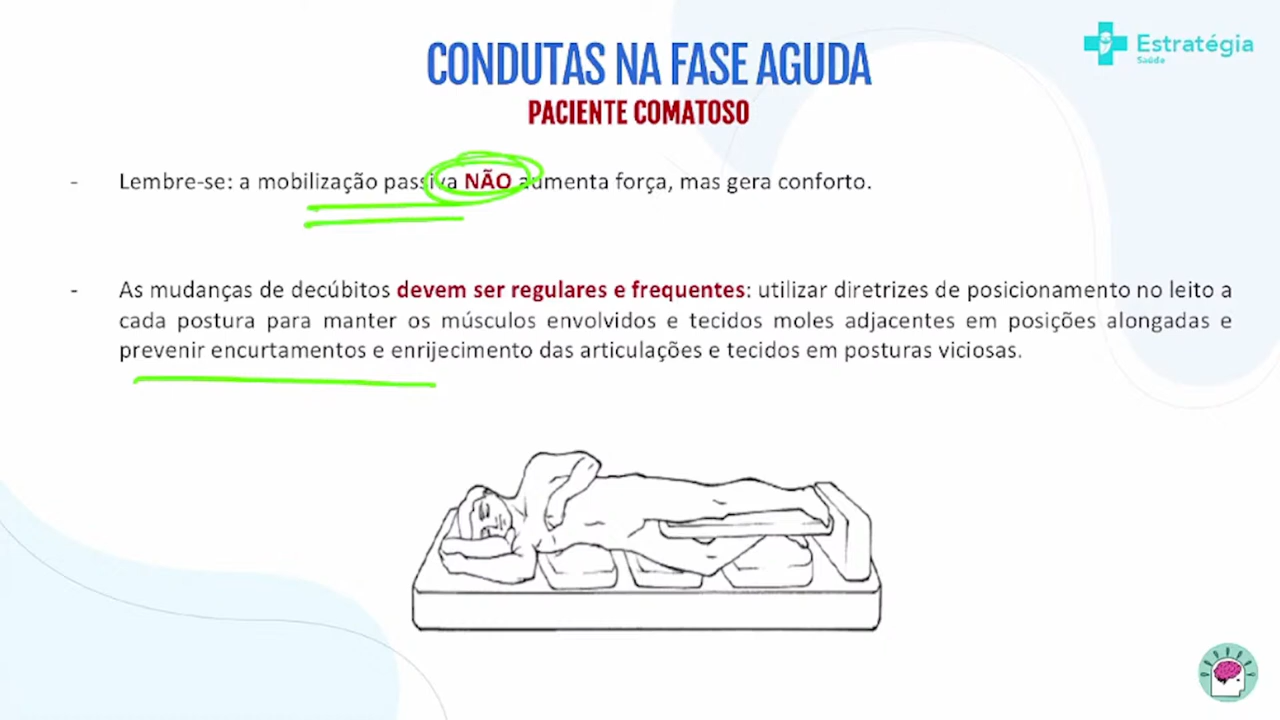 CONDUTAS NA FASE AGUDA
Estratégia
Saúde
PACIENTE COMATOSO
- Lembre-se: a mobilização passiva NÃO aumenta força, mas gera conforto.
- As mudanças de decúbitos devem ser regulares e frequentes: utilizar diretrizes de posicionamento no leito a
cada postura para manter os músculos envolvidos e tecidos moles adjacentes em posições alongadas e
prevenir encurtamentos e enrijecimento das articulações e tecidos em posturas viciosas.